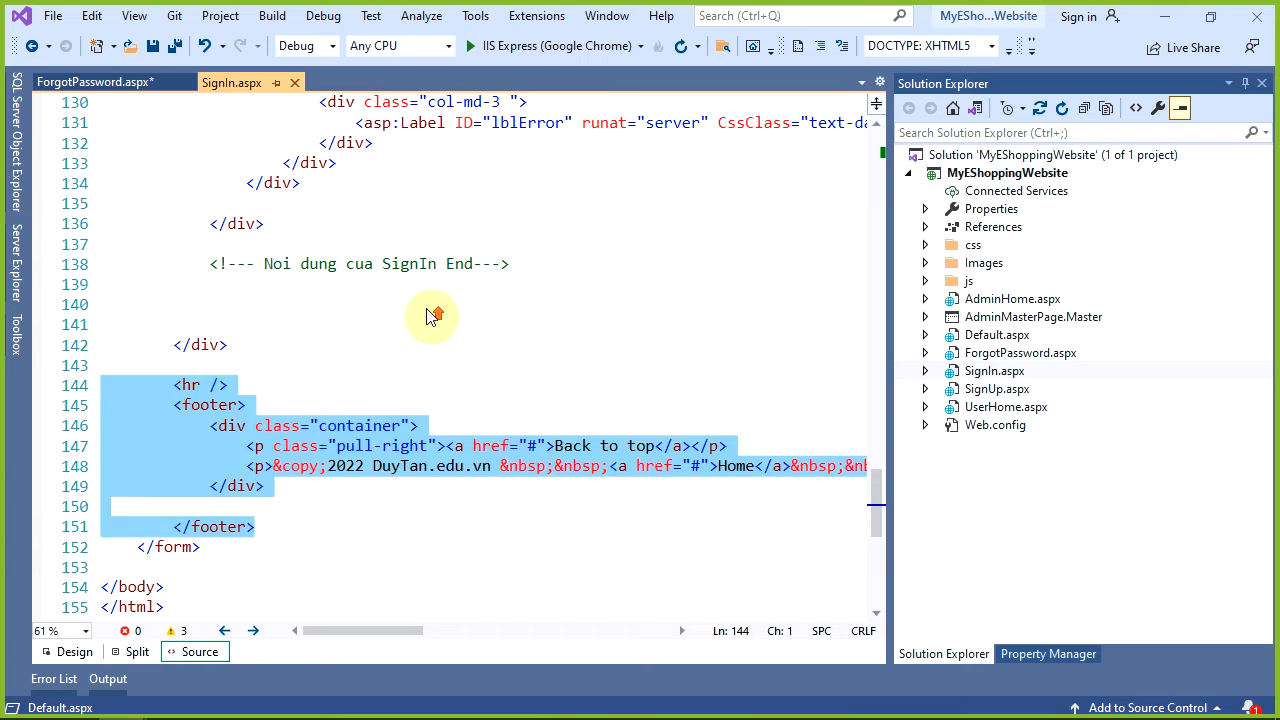 File Edit View Git Project Build Debug Test Analyze Tools Extensions Window Help Search (Ctrl+Q) MyESho...Website Sign in
Debug Any CPU IIS Express (Google Chrome) DOCTYPE: XHTML5 Live Share
ForgotPassword.aspx* SignIn.aspx
SQL Server Object Explorer
Server Explorer
Toolbox
130 <div class="col-md-3 ">
131 <asp:Label ID="lblError" runat="server" CssClass="text-da
132 </div>
133 </div>
134 </div>
135
136 </div>
137
138 <!--- Noi dung cua SignIn End--->
139
140
141
142 </div>
143
144 <hr />
145 <footer>
146 <div class="container">
147 <p class="pull-right"><a href="#">Back to top</a></p>
148 <p>&copy;2022 DuyTan.edu.vn &nbsp;&nbsp;<a href="#">Home</a>&nbsp;&nb
149 </div>
150
151 </footer>
152 </form>
153
154 </body>
155 </html>
61 % 0 3 Ln: 144 Ch: 1 SPC CRLF
Design Split Source
Solution Explorer
Search Solution Explorer (Ctrl+;)
Solution 'MyEShoppingWebsite' (1 of 1 project)
MyEShoppingWebsite
Connected Services
Properties
References
css
Images
js
AdminHome.aspx
AdminMasterPage.Master
Default.aspx
ForgotPassword.aspx
SignIn.aspx
SignUp.aspx
UserHome.aspx
Web.config
Solution Explorer Property Manager
Error List Output
Default.aspx Add to Source Control 1